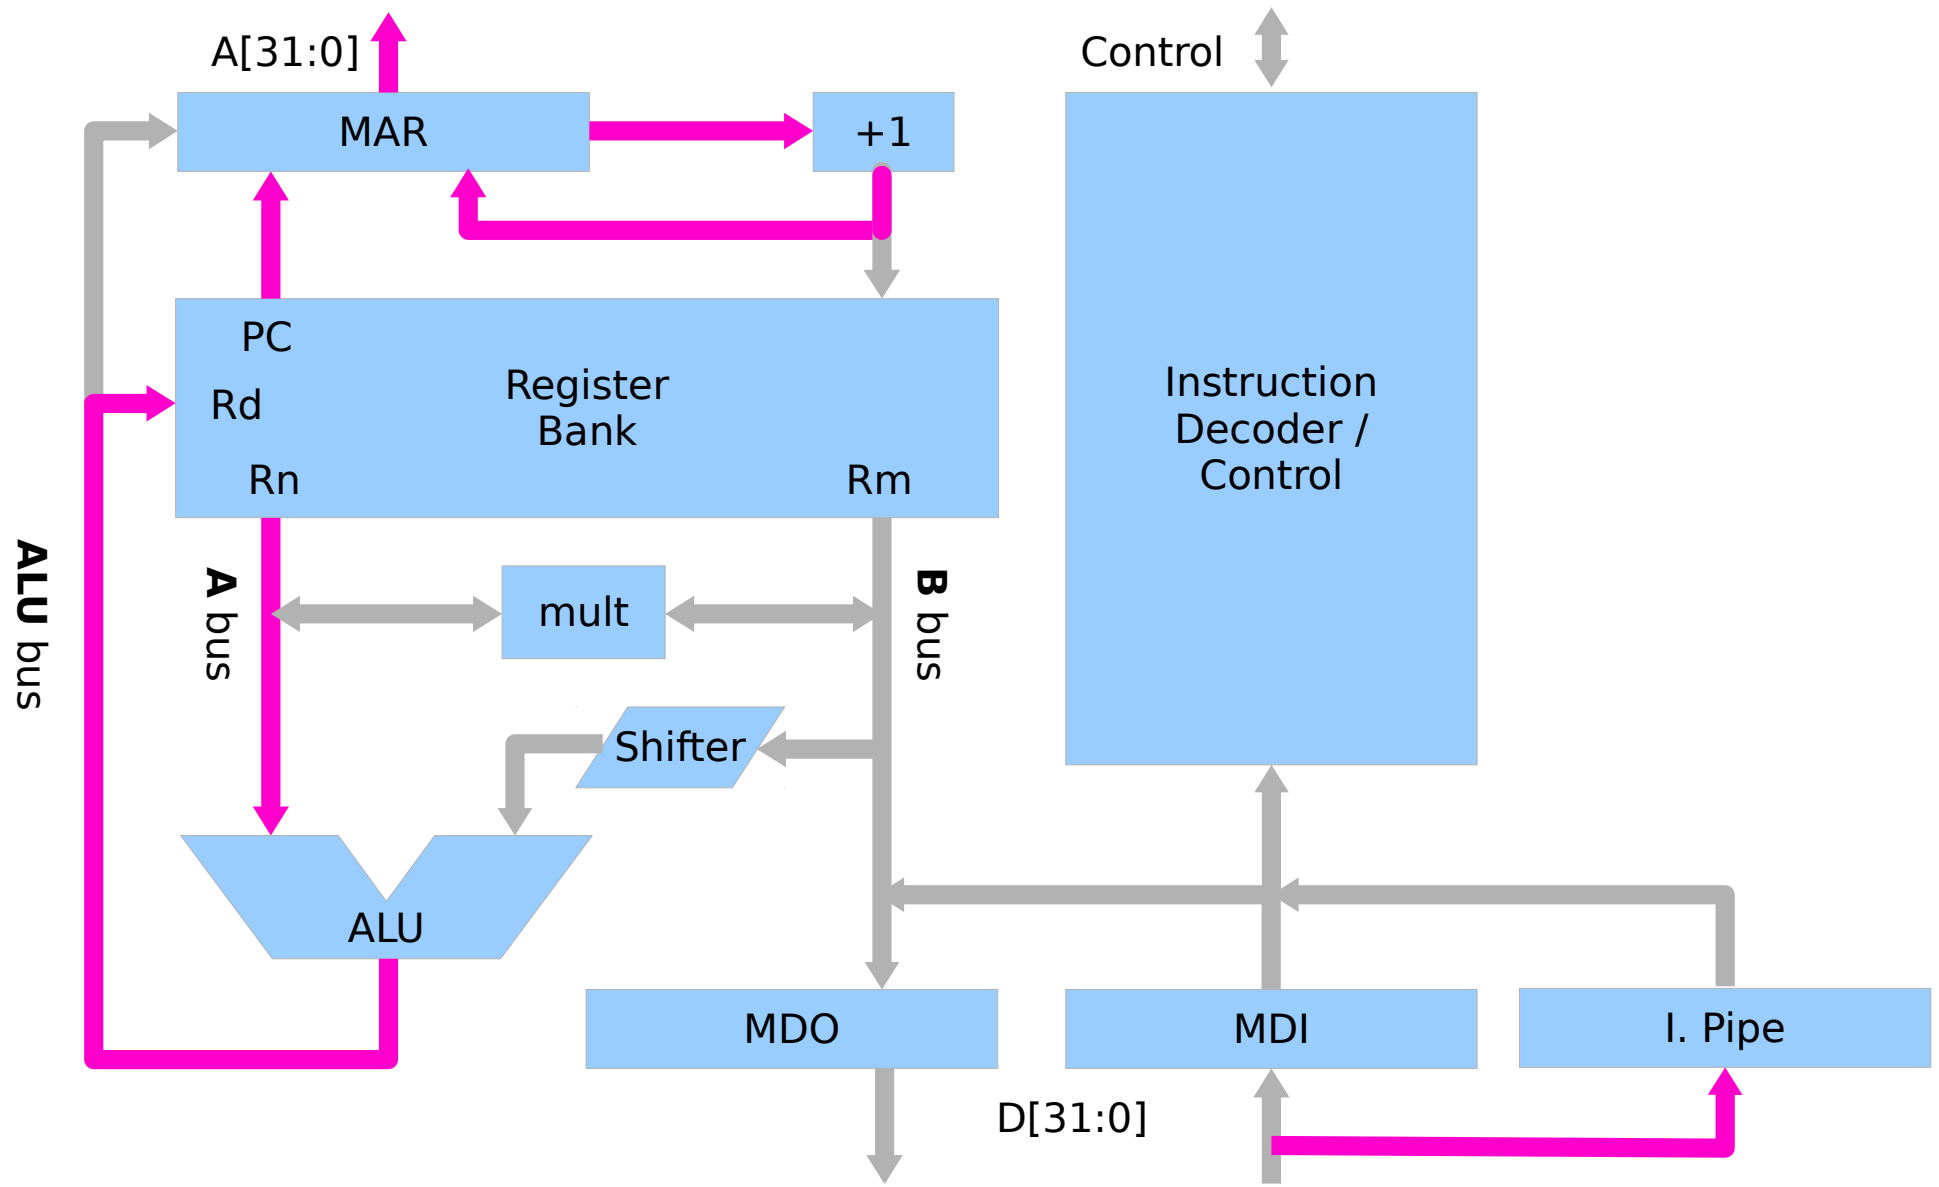 A[31:0]
Control
MAR
+1
PC
Rd
Register
Bank
Rn
Rm
Instruction
Decoder /
Control
ALU bus
A bus
mult
B bus
Shifter
ALU
MDO
MDI
I. Pipe
D[31:0]